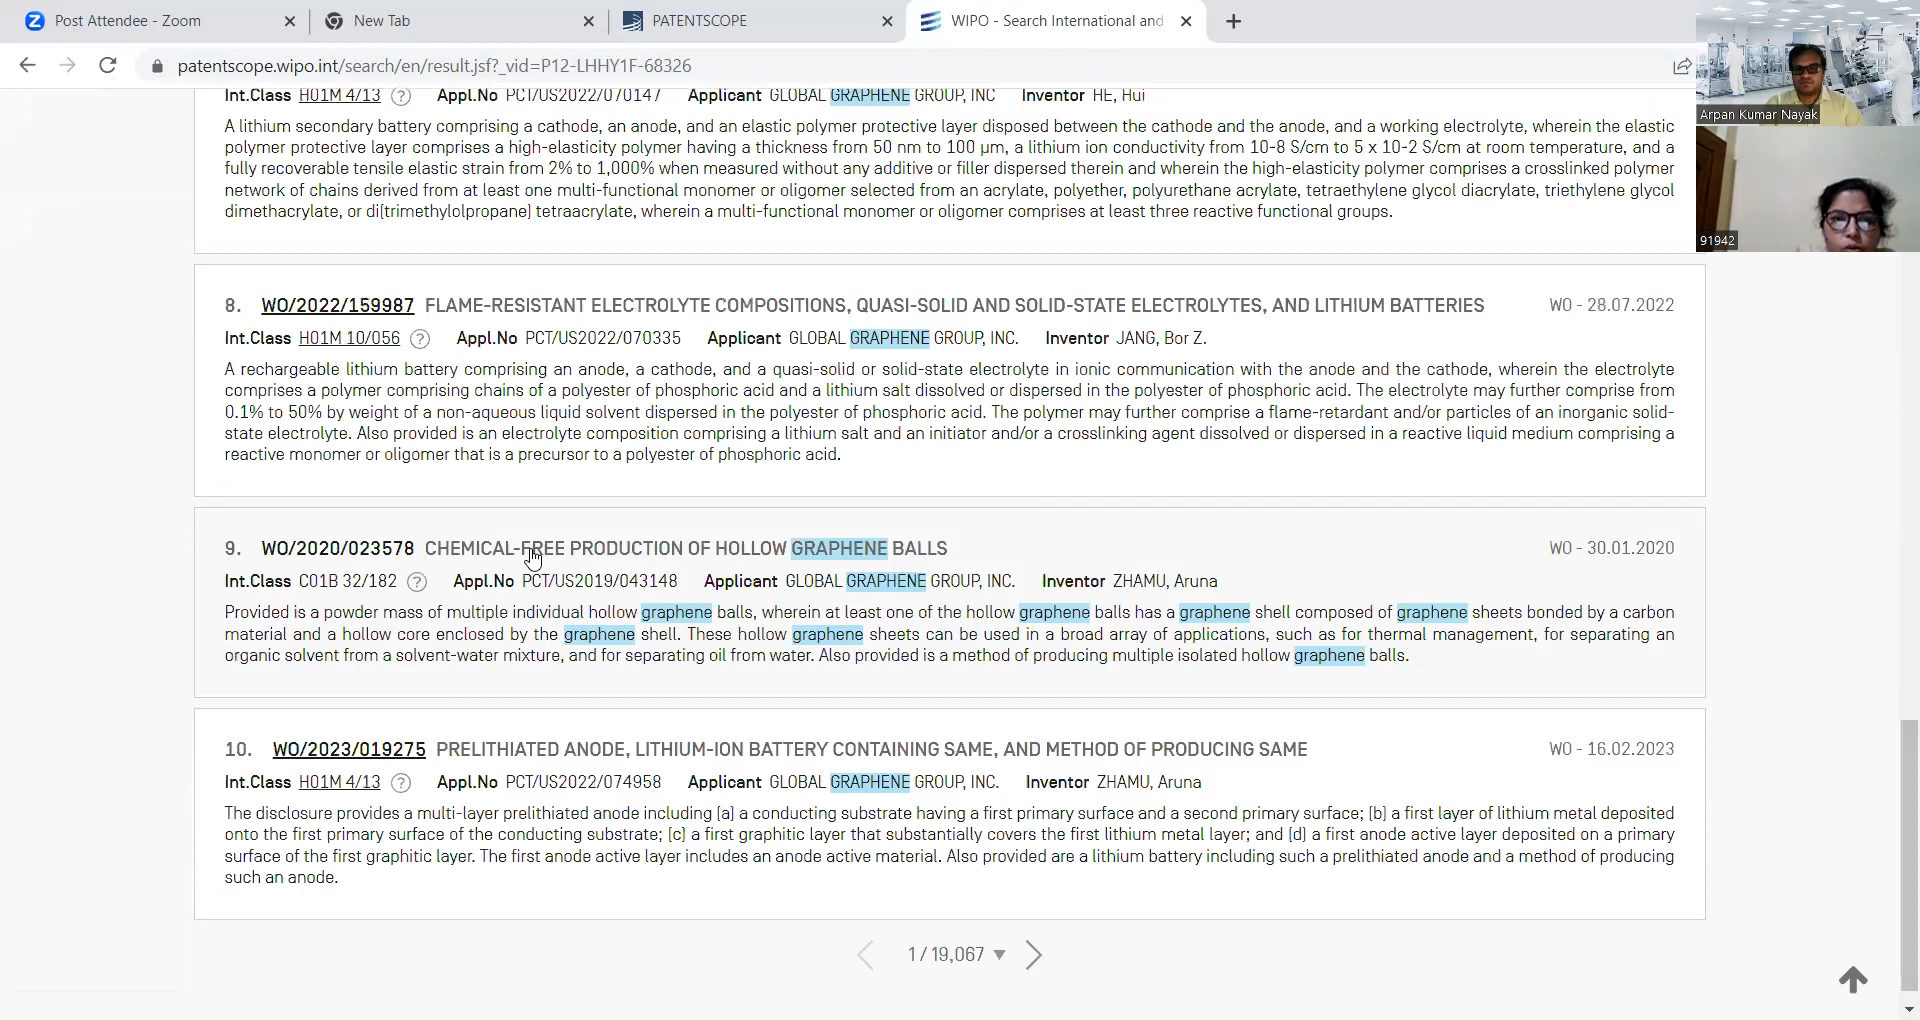 Post Attendee - Zoom
New Tab
PATENTSCOPE
WIPO - Search International and
patentscope.wipo.int/search/en/result.jsf?_vid=P12-LHHY1F-68326
Arpan Kumar Nayak
91942
Int.Class H01M 4/13 ? Appl.No PCT/US2022/070147 Applicant GLOBAL GRAPHENE GROUP, INC Inventor HE, Hui
A lithium secondary battery comprising a cathode, an anode, and an elastic polymer protective layer disposed between the cathode and the anode, and a working electrolyte, wherein the elastic
polymer protective layer comprises a high-elasticity polymer having a thickness from 50 nm to 100 µm, a lithium ion conductivity from 10-8 S/cm to 5 x 10-2 S/cm at room temperature, and a
fully recoverable tensile elastic strain from 2% to 1,000% when measured without any additive or filler dispersed therein and wherein the high-elasticity polymer comprises a crosslinked polymer
network of chains derived from at least one multi-functional monomer or oligomer selected from an acrylate, polyether, polyurethane acrylate, tetraethylene glycol diacrylate, triethylene glycol
dimethacrylate, or di[trimethylolpropane] tetraacrylate, wherein a multi-functional monomer or oligomer comprises at least three reactive functional groups.
8. WO/2022/159987 FLAME-RESISTANT ELECTROLYTE COMPOSITIONS, QUASI-SOLID AND SOLID-STATE ELECTROLYTES, AND LITHIUM BATTERIES WO - 28.07.2022
Int.Class H01M 10/056 ? Appl.No PCT/US2022/070335 Applicant GLOBAL GRAPHENE GROUP, INC. Inventor JANG, Bor Z.
A rechargeable lithium battery comprising an anode, a cathode, and a quasi-solid or solid-state electrolyte in ionic communication with the anode and the cathode, wherein the electrolyte
comprises a polymer comprising chains of a polyester of phosphoric acid and a lithium salt dissolved or dispersed in the polyester of phosphoric acid. The electrolyte may further comprise from
0.1% to 50% by weight of a non-aqueous liquid solvent dispersed in the polyester of phosphoric acid. The polymer may further comprise a flame-retardant and/or particles of an inorganic solid-
state electrolyte. Also provided is an electrolyte composition comprising a lithium salt and an initiator and/or a crosslinking agent dissolved or dispersed in a reactive liquid medium comprising a
reactive monomer or oligomer that is a precursor to a polyester of phosphoric acid.
9. WO/2020/023578 CHEMICAL-FREE PRODUCTION OF HOLLOW GRAPHENE BALLS WO - 30.01.2020
Int.Class C01B 32/182 ? Appl.No PCT/US2019/043148 Applicant GLOBAL GRAPHENE GROUP, INC. Inventor ZHAMU, Aruna
Provided is a powder mass of multiple individual hollow graphene balls, wherein at least one of the hollow graphene balls has a graphene shell composed of graphene sheets bonded by a carbon
material and a hollow core enclosed by the graphene shell. These hollow graphene sheets can be used in a broad array of applications, such as for thermal management, for separating an
organic solvent from a solvent-water mixture, and for separating oil from water. Also provided is a method of producing multiple isolated hollow graphene balls.
10. WO/2023/019275 PRELITHIATED ANODE, LITHIUM-ION BATTERY CONTAINING SAME, AND METHOD OF PRODUCING SAME WO - 16.02.2023
Int.Class H01M 4/13 ? Appl.No PCT/US2022/074958 Applicant GLOBAL GRAPHENE GROUP, INC. Inventor ZHAMU, Aruna
The disclosure provides a multi-layer prelithiated anode including (a) a conducting substrate having a first primary surface and a second primary surface; (b) a first layer of lithium metal deposited
onto the first primary surface of the conducting substrate; (c) a first graphitic layer that substantially covers the first lithium metal layer; and (d) a first anode active layer deposited on a primary
surface of the first graphitic layer. The first anode active layer includes an anode active material. Also provided are a lithium battery including such a prelithiated anode and a method of producing
such an anode.
1 / 19,067